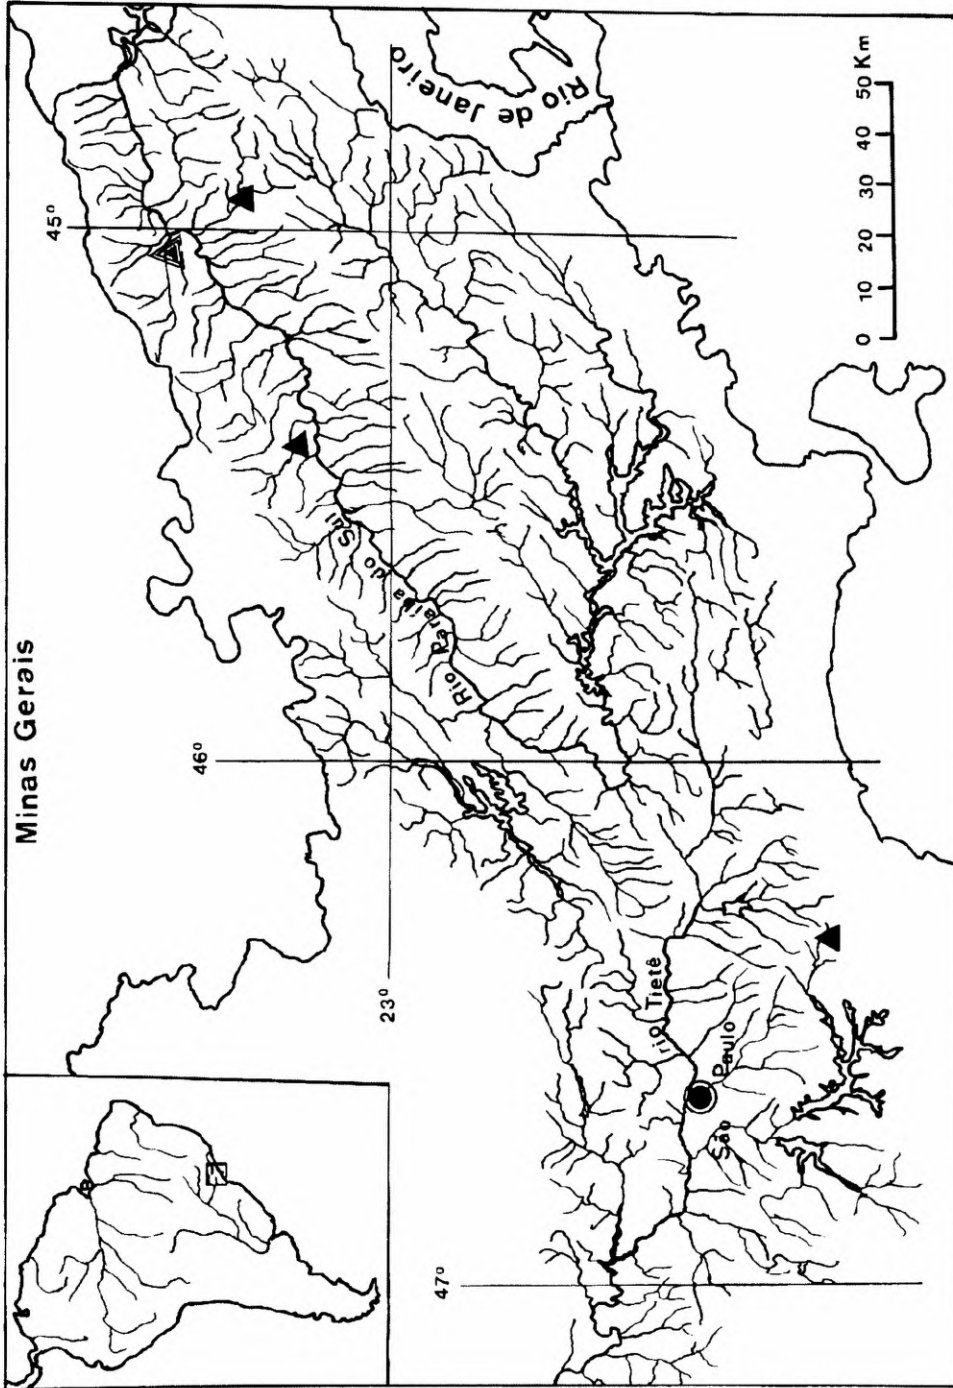 Minas Gerais
45°
46°
47°
23°
Rio de Janeiro
Rio Paraiba do Sul
rio Tietê
São Paulo
0 10 20 30 40 50 Km